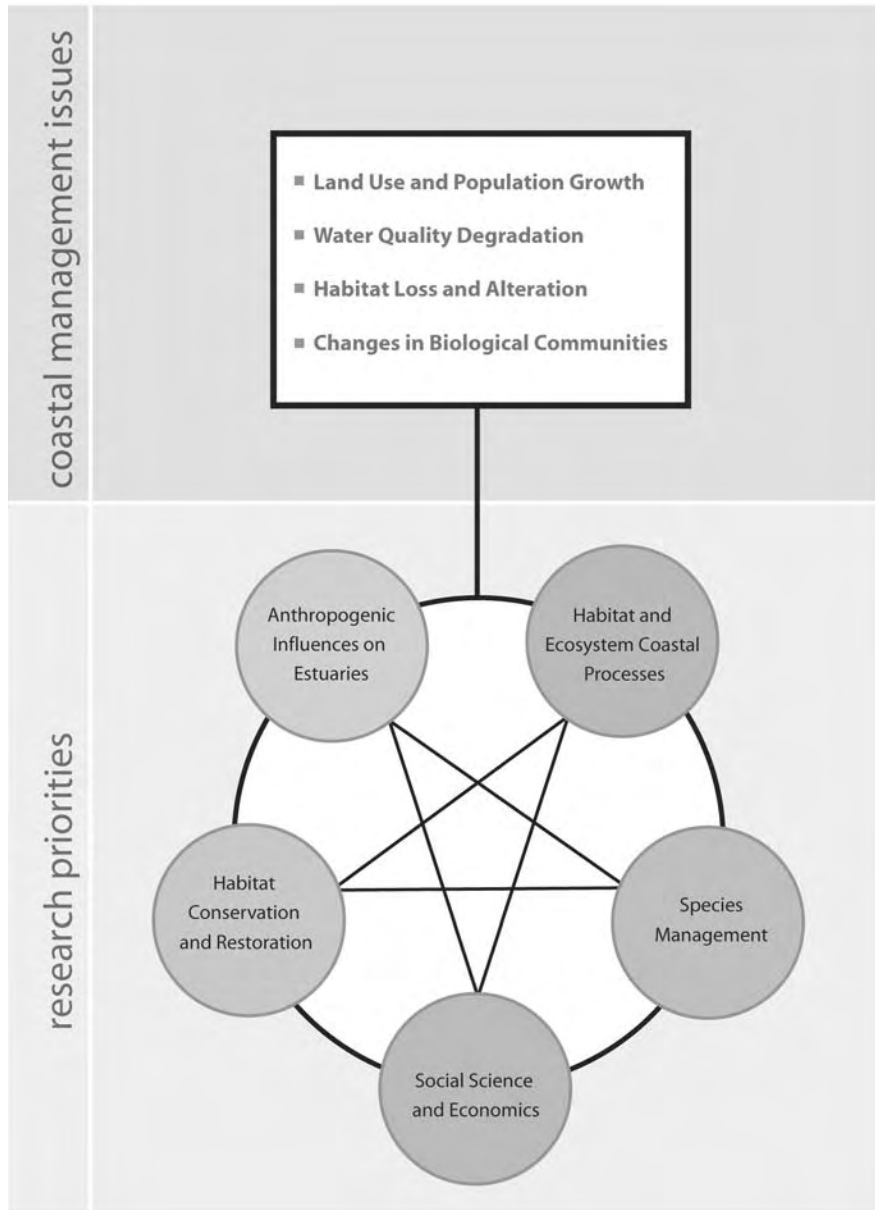 coastal management issues
Land Use and Population Growth
Water Quality Degradation
Habitat Loss and Alteration
Changes in Biological Communities
research priorities
Anthropogenic
Influences on
Estuaries
Habitat and
Ecosystem Coastal
Processes
Habitat
Conservation
and Restoration
Species
Management
Social Science
and Economics